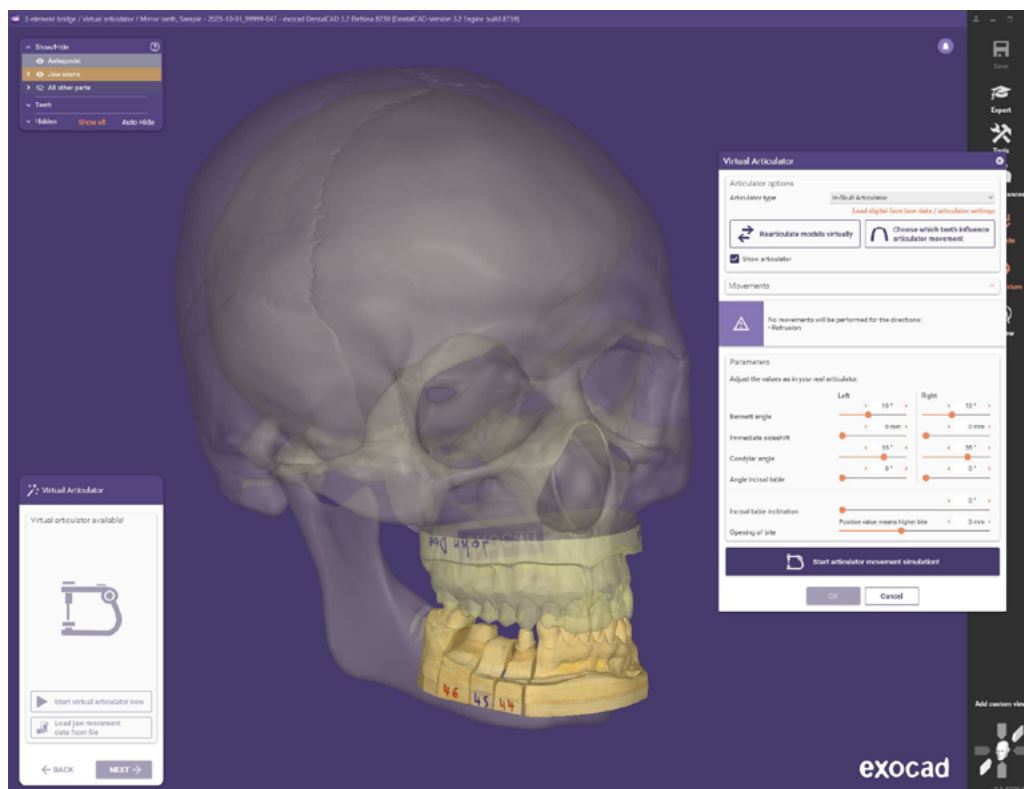 3-element bridge / Virtual articulator / Mirror teeth, Sample - 2025-10-01_99999-047 - exocad DentalCAD 3.2 Elefsina 8759 (DentalCAD-Version 3.2 Engine build 8759)
Show/Hide
Antagonist
Jaw scans
All other parts
Teeth
Hidden Show all Auto Hide
Save
Expert
Tools
Virtual Articulator
Articulator options
Articulator type
InSkull Articulator
Load digital face bow data / articulator settings
Rearticulate models virtually
Choose which teeth influence
articulator movement
Show articulator
Movements
No movements will be performed for the directions:
- Retrusion
Parameters
Adjust the values as in your real articulator.
Left Right
Bennett angle 10 ° 10 °
Immediate sideshift 0 mm 0 mm
Condylar angle 35 ° 35 °
Angle incisal table 0 ° 0 °
Incisal table inclination 0 °
Opening of bite Positive value means higher bite 0 mm
Start articulator movement simulation!
OK Cancel
Virtual Articulator
Virtual articulator available!
Start virtual articulator now
Load jaw movement
data from file
BACK NEXT
John Doe
46 45 44
Add custom view
exocad